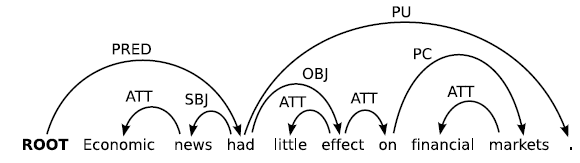 PU
PRED
PC
OBJ
ATT SBJ ATT ATT ATT
ROOT Economic news had little effect on financial markets .